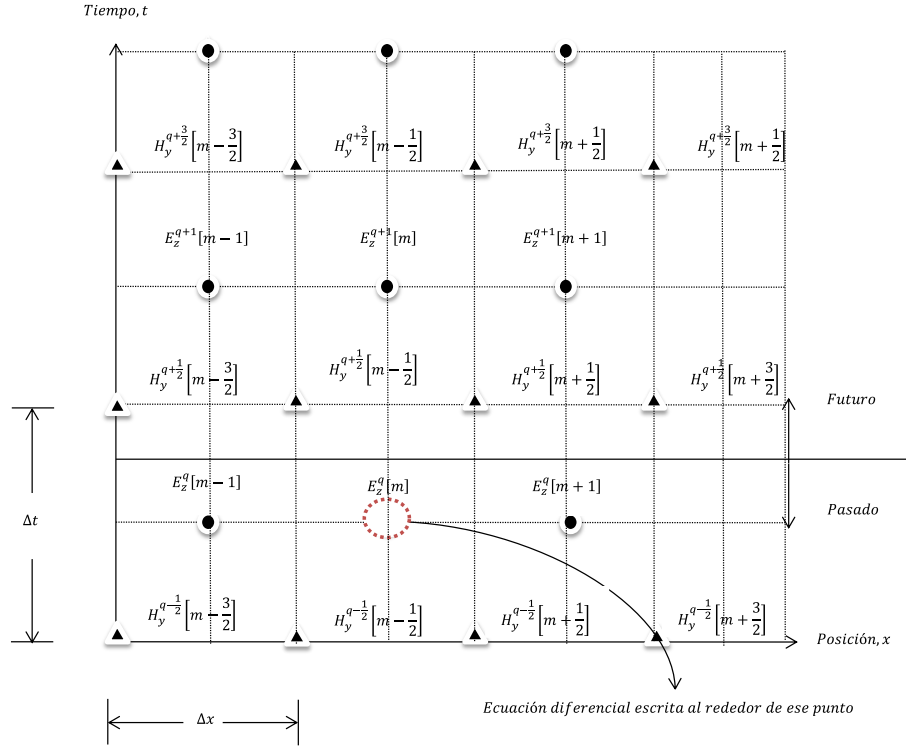 Tiempo, t
H_y^{q+3/2}[m − 3/2]
H_y^{q+3/2}[m − 1/2]
H_y^{q+3/2}[m + 1/2]
H_y^{q+3/2}[m + 1/2]
E_z^{q+1}[m − 1]
E_z^{q+1}[m]
E_z^{q+1}[m + 1]
H_y^{q+1/2}[m − 3/2]
H_y^{q+1/2}[m − 1/2]
H_y^{q+1/2}[m + 1/2]
H_y^{q+1/2}[m + 3/2]
Futuro
E_z^q[m − 1]
E_z^q[m]
E_z^q[m + 1]
Pasado
Δt
H_y^{q−1/2}[m − 3/2]
H_y^{q−1/2}[m − 1/2]
H_y^{q−1/2}[m + 1/2]
H_y^{q−1/2}[m + 3/2]
Posición, x
Ecuación diferencial escrita al rededor de ese punto
Δx